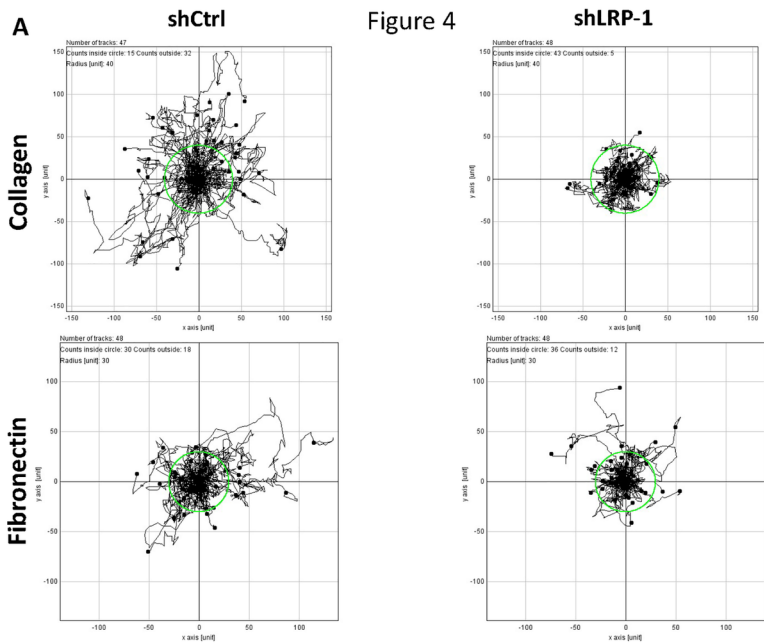 A
shCtrl
Figure 4
shLRP-1
Collagen
Number of tracks: 47
Counts inside circle: 15 Counts outside: 32
Radius [unit]: 40
150
100
50
0
-50
-100
-150
y axis [unit]
-150 -100 -50 0 50 100 150
x axis [unit]
Number of tracks: 48
Counts inside circle: 43 Counts outside: 5
Radius [unit]: 40
150
100
50
0
-50
-100
-150
y axis [unit]
-150 -100 -50 0 50 100 150
x axis [unit]
Fibronectin
Number of tracks: 48
Counts inside circle: 30 Counts outside: 18
Radius [unit]: 30
100
50
0
-50
-100
y axis [unit]
-100 -50 0 50 100
x axis [unit]
Number of tracks: 48
Counts inside circle: 36 Counts outside: 12
Radius [unit]: 30
100
50
0
-50
-100
y axis [unit]
-100 -50 0 50 100
x axis [unit]